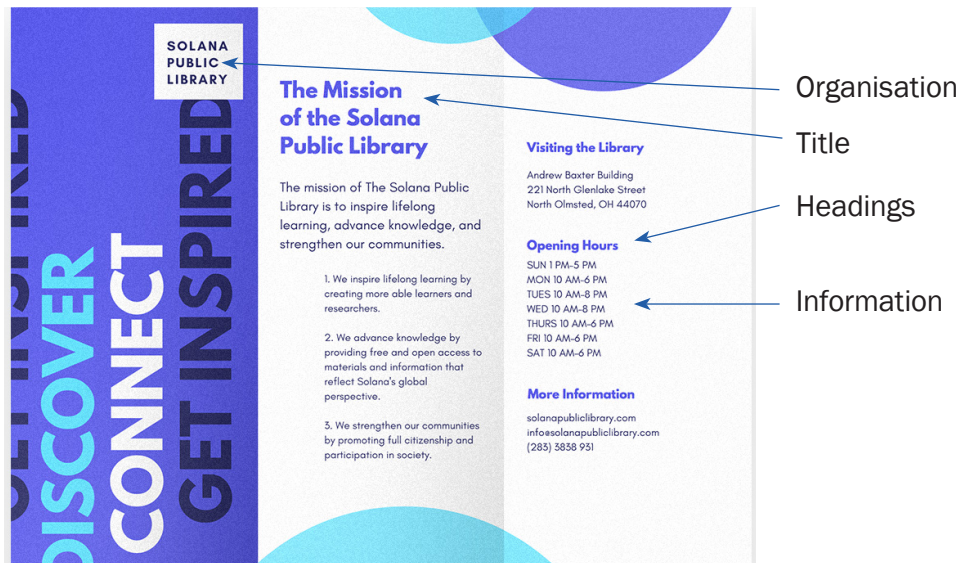 SOLANA
PUBLIC
LIBRARY
GET INSPIRED
DISCOVER
CONNECT
GET INSPIRED
The Mission
of the Solana
Public Library
The mission of The Solana Public
Library is to inspire lifelong
learning, advance knowledge, and
strengthen our communities.
1. We inspire lifelong learning by
creating more able learners and
researchers.
2. We advance knowledge by
providing free and open access to
materials and information that
reflect Solana's global
perspective.
3. We strengthen our communities
by promoting full citizenship and
participation in society.
Visiting the Library
Andrew Baxter Building
221 North Glenlake Street
North Olmsted, OH 44070
Opening Hours
SUN 1 PM-5 PM
MON 10 AM-6 PM
TUES 10 AM-8 PM
WED 10 AM-8 PM
THURS 10 AM-6 PM
FRI 10 AM-6 PM
SAT 10 AM-6 PM
More Information
solanapubliclibrary.com
info@solanapubliclibrary.com
(283) 3838 931
Organisation
Title
Headings
Information